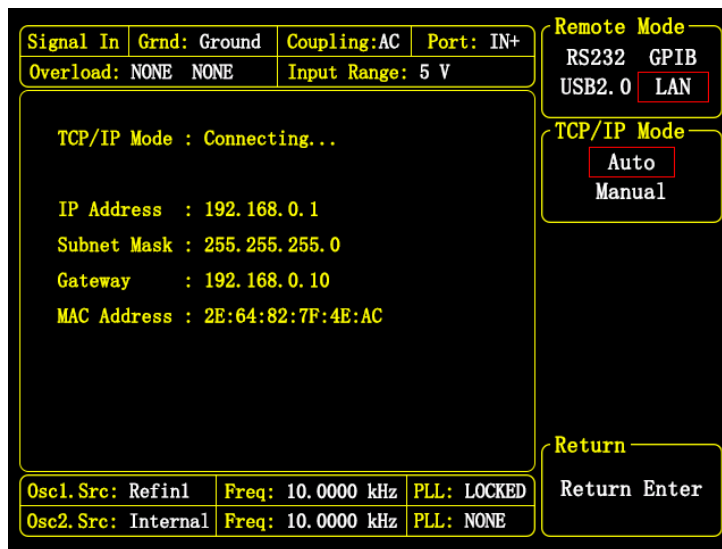 Signal In Grnd: Ground Coupling:AC Port: IN+
Overload: NONE NONE Input Range: 5 V
TCP/IP Mode : Connecting...
IP Address : 192.168.0.1
Subnet Mask : 255.255.255.0
Gateway : 192.168.0.10
MAC Address : 2E:64:82:7F:4E:AC
Osc1.Src: Refin1 Freq: 10.0000 kHz PLL: LOCKED
Osc2.Src: Internal Freq: 10.0000 kHz PLL: NONE
Remote Mode
RS232 GPIB
USB2.0 LAN
TCP/IP Mode
Auto
Manual
Return
Return Enter